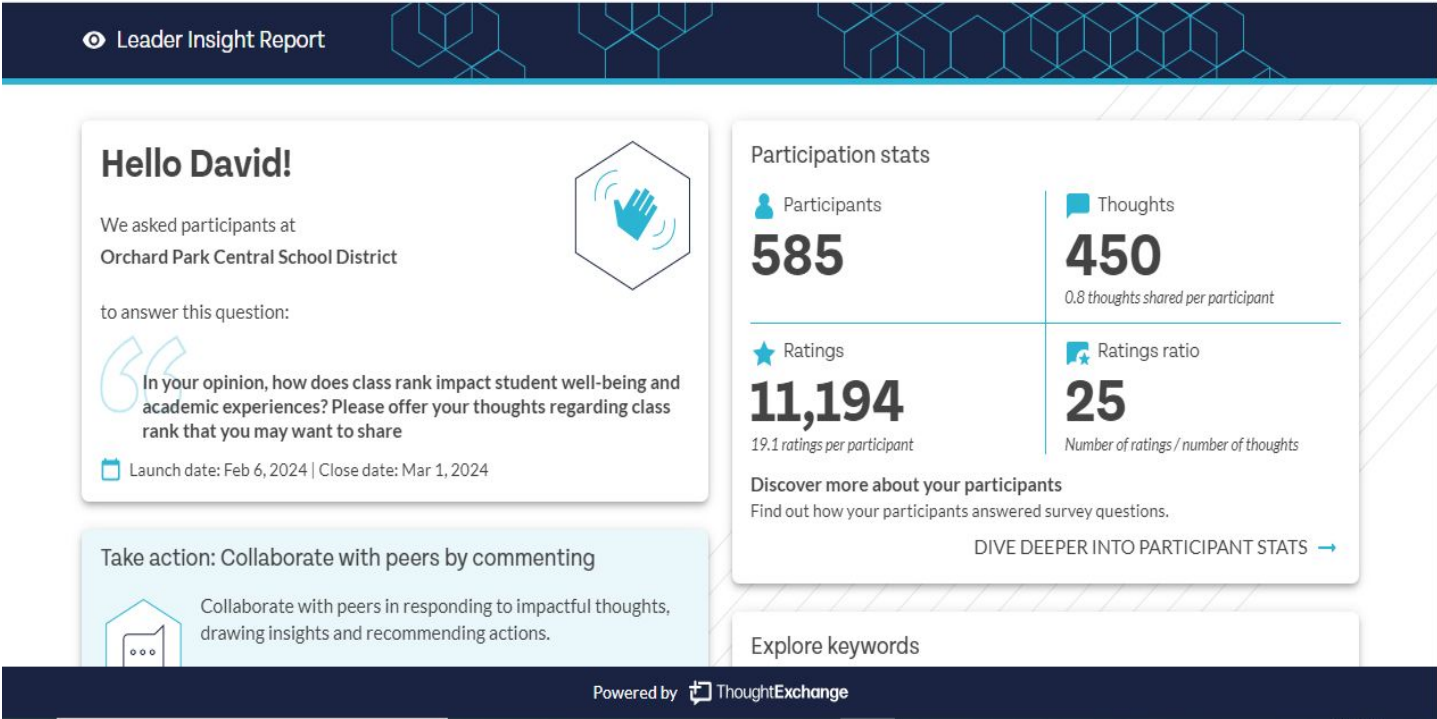 Leader Insight Report
Hello David!
We asked participants at
Orchard Park Central School District
to answer this question:
In your opinion, how does class rank impact student well-being and
academic experiences? Please offer your thoughts regarding class
rank that you may want to share
Launch date: Feb 6, 2024 | Close date: Mar 1, 2024
Take action: Collaborate with peers by commenting
Collaborate with peers in responding to impactful thoughts,
drawing insights and recommending actions.
Participation stats
Participants
585
Thoughts
450
0.8 thoughts shared per participant
Ratings
11,194
19.1 ratings per participant
Ratings ratio
25
Number of ratings / number of thoughts
Discover more about your participants
Find out how your participants answered survey questions.
DIVE DEEPER INTO PARTICIPANT STATS →
Explore keywords
Powered by ThoughtExchange